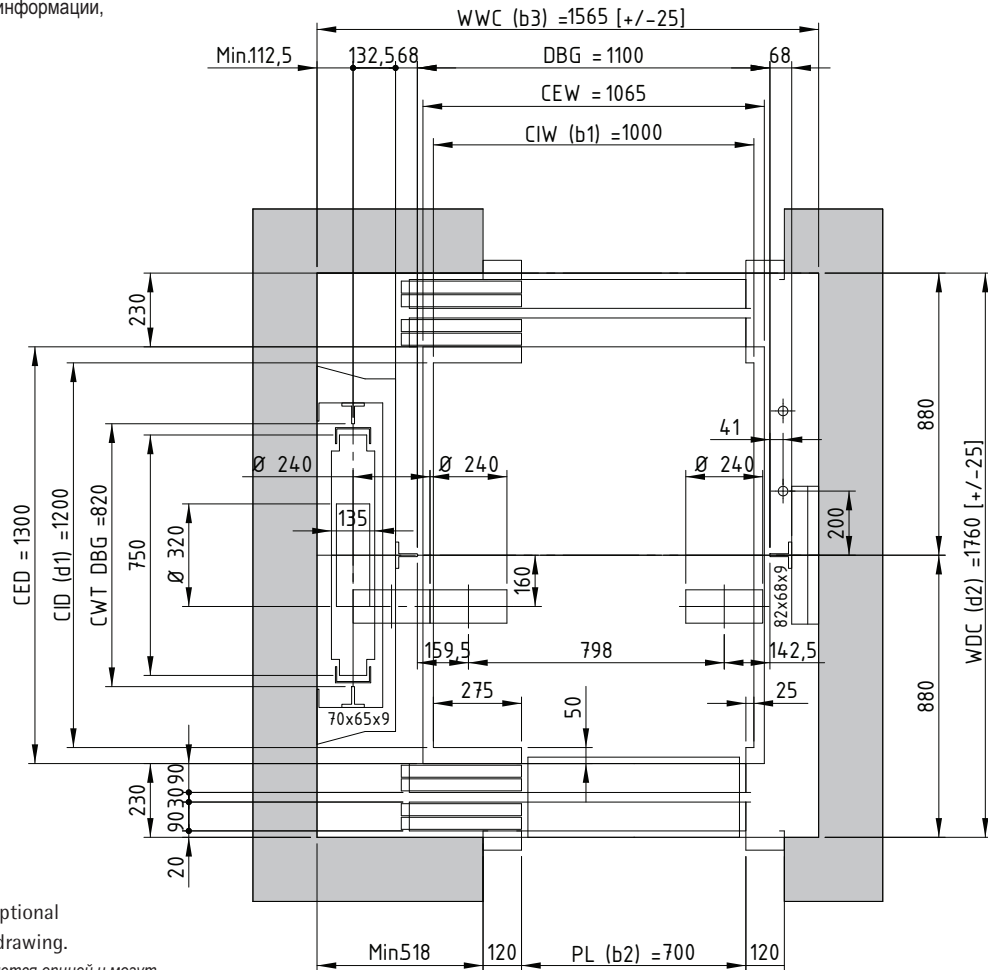 информации,
WWC (b3) =1565 [+/-25]
Min.112,5 132,5 68 DBG =1100 68
CEW =1065
CIW (b1) =1000
230
880
41
Ø 240 Ø 240 Ø 240
135
200
CED = 1300
CID (d1) =1200
CWT DBG =820
750
Ø 320
160
82x68x9
WDC (d2) =1760 [+/-25]
159,5 798 142,5
275 50 25
70x65x9
880
230
90
30
90
20
ptional
drawing.
Min518 120 PL (b2) =700 120